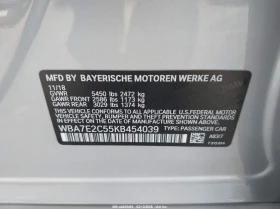 MFD BY BAYERISCHE MOTOREN WERKE AG
11/18
GVWR 5450 lbs 2472 kg
GAWR FRONT 2586 lbs 1173 kg
GAWR REAR 3029 lbs 1374 kg
WBA7E2C55KB454039 TYPE: PASSENGER CAR